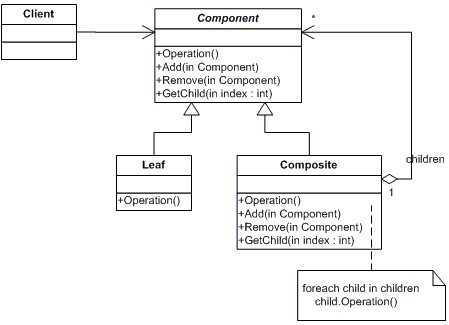 Client
Component
*
+Operation()
+Add(in Component)
+Remove(in Component)
+GetChild(in index : int)
children
Leaf
Composite
1
+Operation()
+Operation()
+Add(in Component)
+Remove(in Component)
+GetChild(in index : int)
foreach child in children
child.Operation()